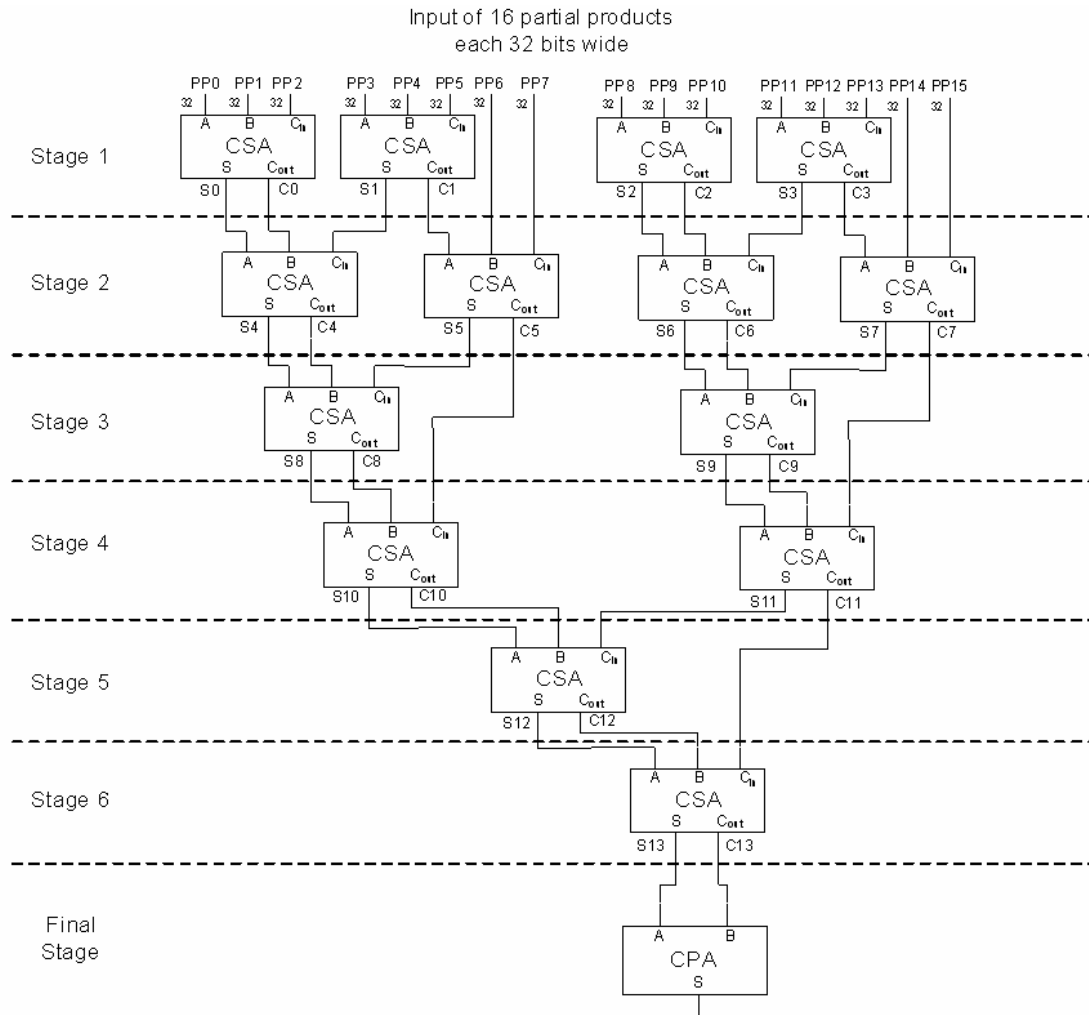 Input of 16 partial products
each 32 bits wide
PP0 PP1 PP2 PP3 PP4 PP5 PP6 PP7 PP8 PP9 PP10 PP11 PP12 PP13 PP14 PP15
32 32 32 32 32 32 32 32 32 32 32 32 32 32 32 32
Stage 1
A B Cin A B Cin A B Cin A B Cin
CSA CSA CSA CSA
S Cout S Cout S Cout S Cout
S0 C0 S1 C1 S2 C2 S3 C3
Stage 2
A B Cin A B Cin A B Cin A B Cin
CSA CSA CSA CSA
S Cout S Cout S Cout S Cout
S4 C4 S5 C5 S6 C6 S7 C7
Stage 3
A B Cin A B Cin
CSA CSA
S Cout S Cout
S8 C8 S9 C9
Stage 4
A B Cin A B Cin
CSA CSA
S Cout S Cout
S10 C10 S11 C11
Stage 5
A B Cin
CSA
S Cout
S12 C12
Stage 6
A B Cin
CSA
S Cout
S13 C13
Final
Stage
A B
CPA
S